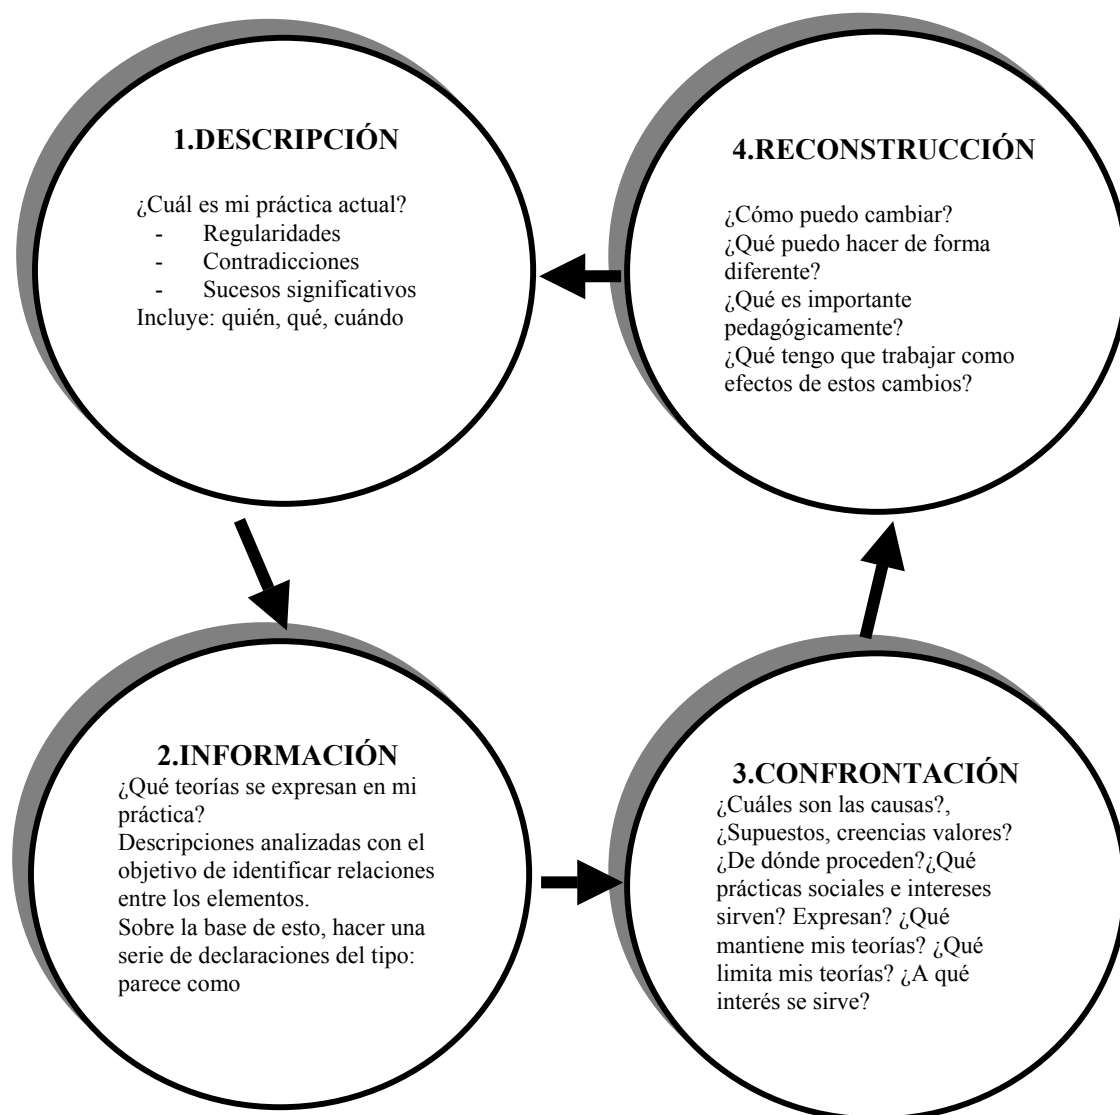 1.DESCRIPCIÓN
¿Cuál es mi práctica actual?
- Regularidades
- Contradicciones
- Sucesos significativos
Incluye: quién, qué, cuándo
2.INFORMACIÓN
¿Qué teorías se expresan en mi
práctica?
Descripciones analizadas con el
objetivo de identificar relaciones
entre los elementos.
Sobre la base de esto, hacer una
serie de declaraciones del tipo:
parece como
3.CONFRONTACIÓN
¿Cuáles son las causas?,
¿Supuestos, creencias valores?
¿De dónde proceden?¿Qué
prácticas sociales e intereses
sirven? Expresan? ¿Qué
mantiene mis teorías? ¿Qué
limita mis teorías? ¿A qué
interés se sirve?
4.RECONSTRUCCIÓN
¿Cómo puedo cambiar?
¿Qué puedo hacer de forma
diferente?
¿Qué es importante
pedagógicamente?
¿Qué tengo que trabajar como
efectos de estos cambios?